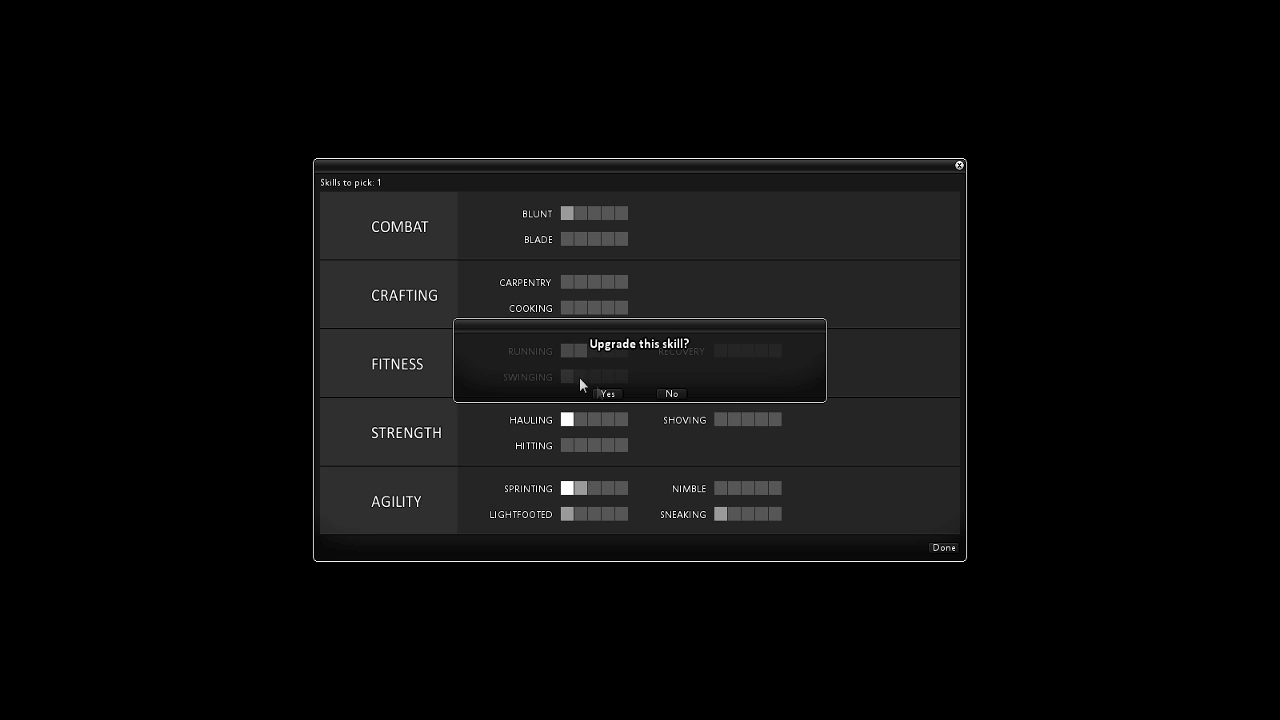 Skills to pick: 1
COMBAT
BLUNT
BLADE
CRAFTING
CARPENTRY
COOKING
FITNESS
RUNNING
RECOVERY
SWINGING
Upgrade this skill?
Yes
No
STRENGTH
HAULING
SHOVING
HITTING
AGILITY
SPRINTING
NIMBLE
LIGHTFOOTED
SNEAKING
Done